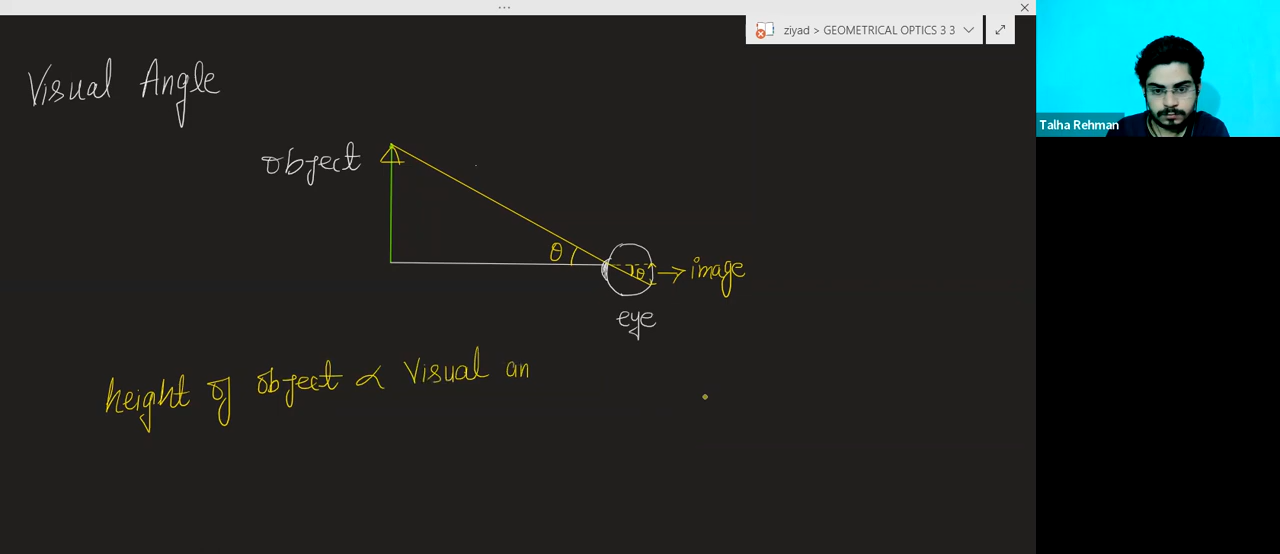 ziyad > GEOMETRICAL OPTICS 3 3
Visual Angle
Talha Rehman
object
θ
θ
image
eye
height of object ∝ Visual an